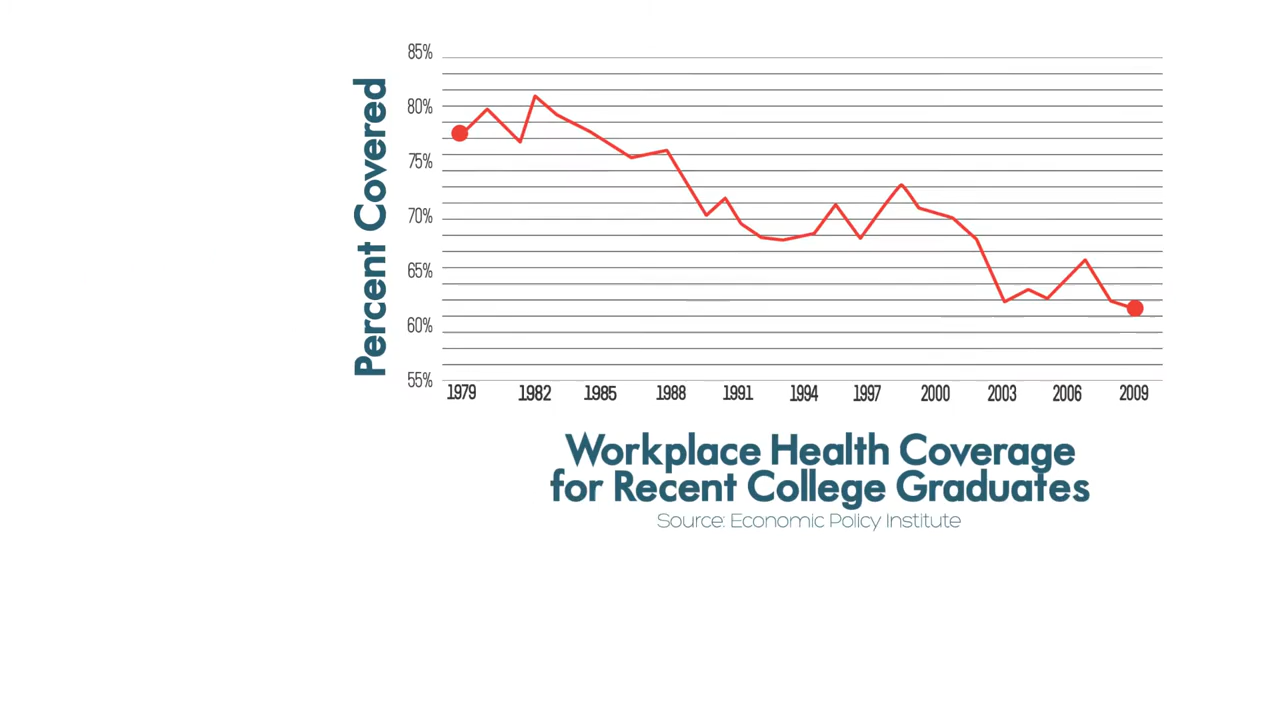 85%
80%
75%
70%
65%
60%
55%
Percent Covered
1979 1982 1985 1988 1991 1994 1997 2000 2003 2006 2009
Workplace Health Coverage
for Recent College Graduates
Source: Economic Policy Institute